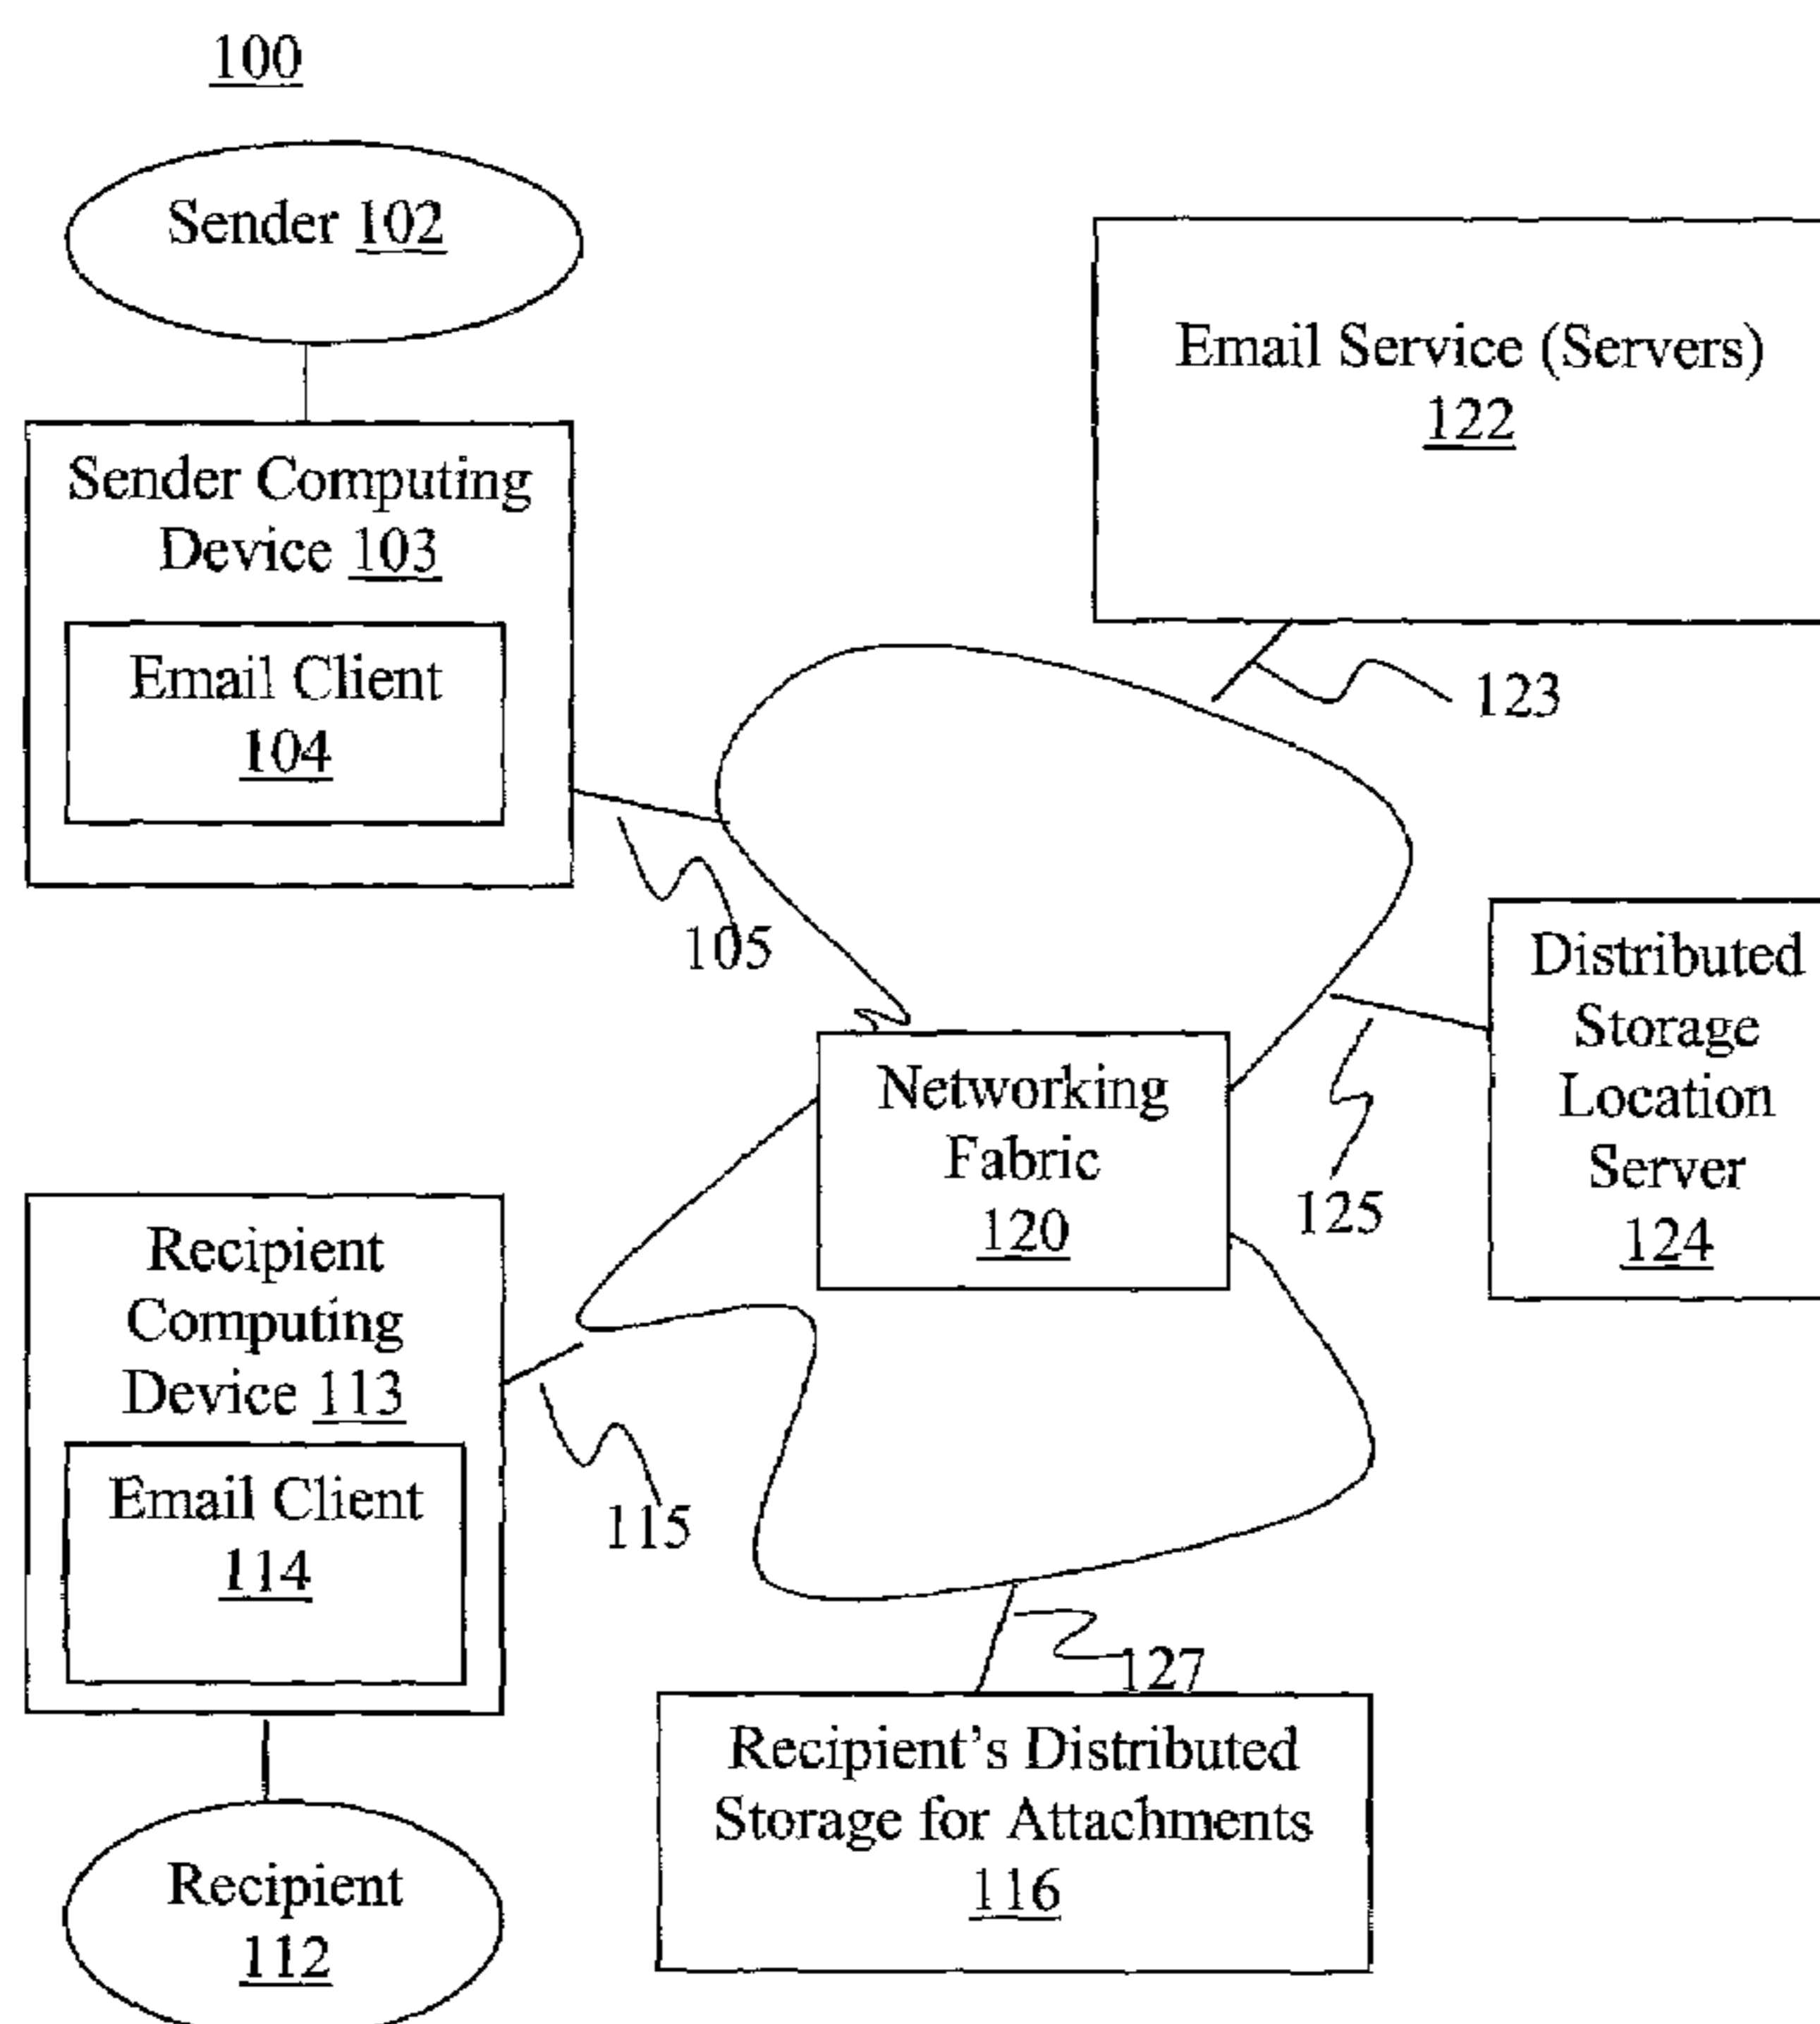 100
Sender 102
Email Service (Servers)
122
Sender Computing
Device 103
Email Client
104
123
105
Distributed
Storage
Location
Server
124
125
Networking
Fabric
120
Recipient
Computing
Device 113
Email Client
114
115
127
Recipient's Distributed
Storage for Attachments
116
Recipient
112